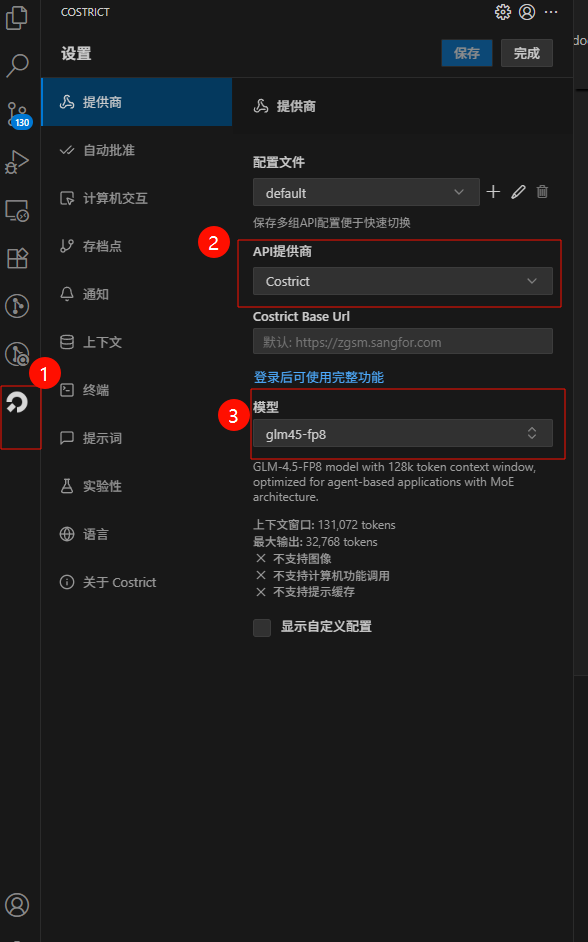 COSTRICT
设置
保存
完成
do
130
提供商
自动批准
计算机交互
存档点
通知
上下文
终端
提示词
实验性
语言
关于 Costrict
提供商
配置文件
default
保存多组API配置便于快速切换
2
API提供商
Costrict
Costrict Base Url
默认: https://zgsm.sangfor.com
登录后可使用完整功能
1
3
模型
glm45-fp8
GLM-4.5-FP8 model with 128k token context window,
optimized for agent-based applications with MoE
architecture.
上下文窗口: 131,072 tokens
最大输出: 32,768 tokens
不支持图像
不支持计算机功能调用
不支持提示缓存
显示自定义配置